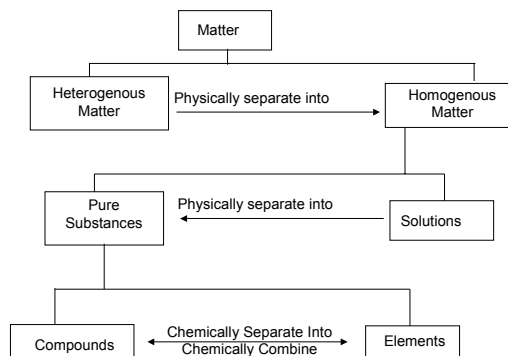 Matter
Heterogenous
Matter
Physically separate into
Homogenous
Matter
Pure
Substances
Physically separate into
Solutions
Compounds
Chemically Separate Into
Chemically Combine
Elements